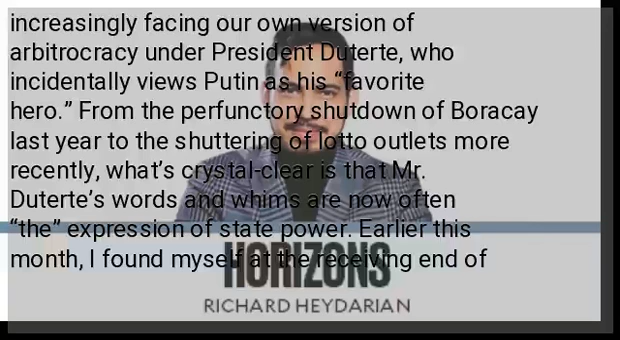 increasingly facing our own version of
arbitrocracy under President Duterte, who
incidentally views Putin as his “favorite
hero.” From the perfunctory shutdown of Boracay
last year to the shuttering of lotto outlets more
recently, what’s crystal-clear is that Mr.
Duterte’s words and whims are now often
“the” expression of state power. Earlier this
month, I found myself at the receiving end of
HORIZONS
RICHARD HEYDARIAN